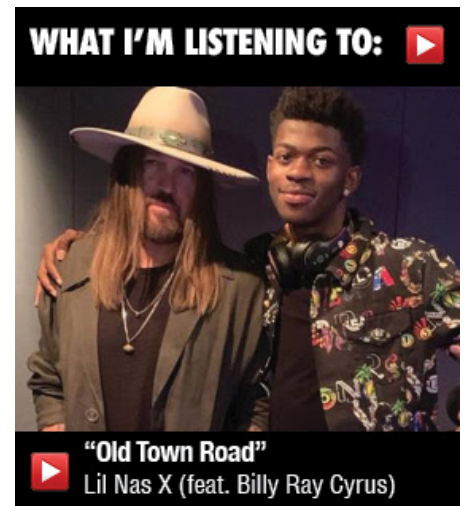 WHAT I'M LISTENING TO:
“Old Town Road”
Lil Nas X (feat. Billy Ray Cyrus)